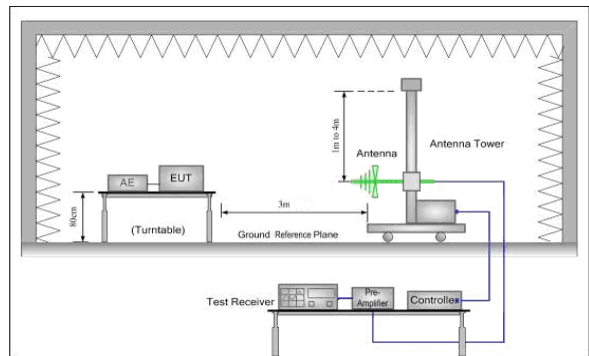 1m to 4m
Antenna
Antenna Tower
AE
EUT
80cm
3m
(Turntable)
Ground Reference Plane
Test Receiver
Pre-
Amplifier
Controller